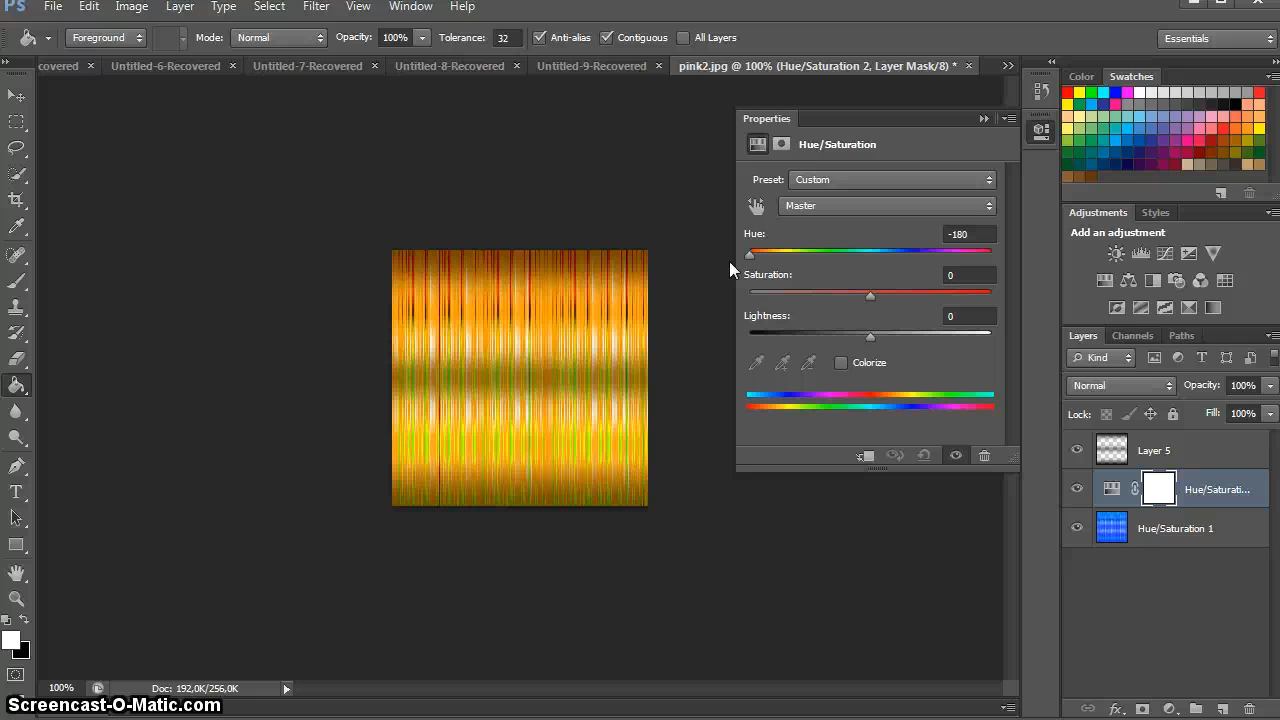 Ps File Edit Image Layer Type Select Filter View Window Help
Foreground Mode: Normal Opacity: 100% Tolerance: 32 Anti-alias Contiguous All Layers Essentials
covered × Untitled-6-Recovered × Untitled-7-Recovered × Untitled-8-Recovered × Untitled-9-Recovered × pink2.jpg @ 100% (Hue/Saturation 2, Layer Mask/8) * ×
Color Swatches
Properties
Hue/Saturation
Preset: Custom
Master
Hue: -180
Saturation: 0
Lightness: 0
Colorize
Adjustments Styles
Add an adjustment
Layers Channels Paths
Kind
Normal Opacity: 100%
Lock: Fill: 100%
Layer 5
Hue/Saturati...
Hue/Saturation 1
fx
100% Doc: 192,0K/256,0K
Screencast-O-Matic.com